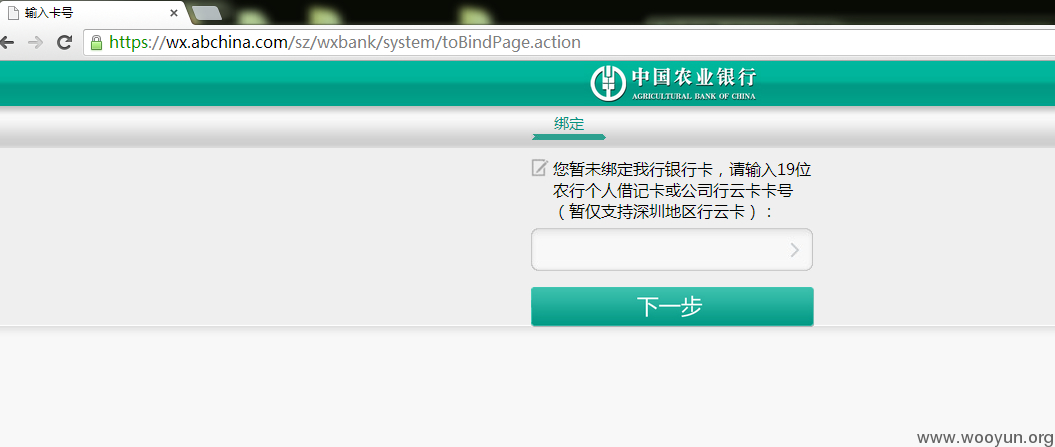 输入卡号
https://wx.abchina.com/sz/wxbank/system/toBindPage.action
中国农业银行
AGRICULTURAL BANK OF CHINA
绑定
您暂未绑定我行银行卡，请输入19位
农行个人借记卡或公司行云卡卡号
（暂仅支持深圳地区行云卡）：
下一步
www.wooyun.org